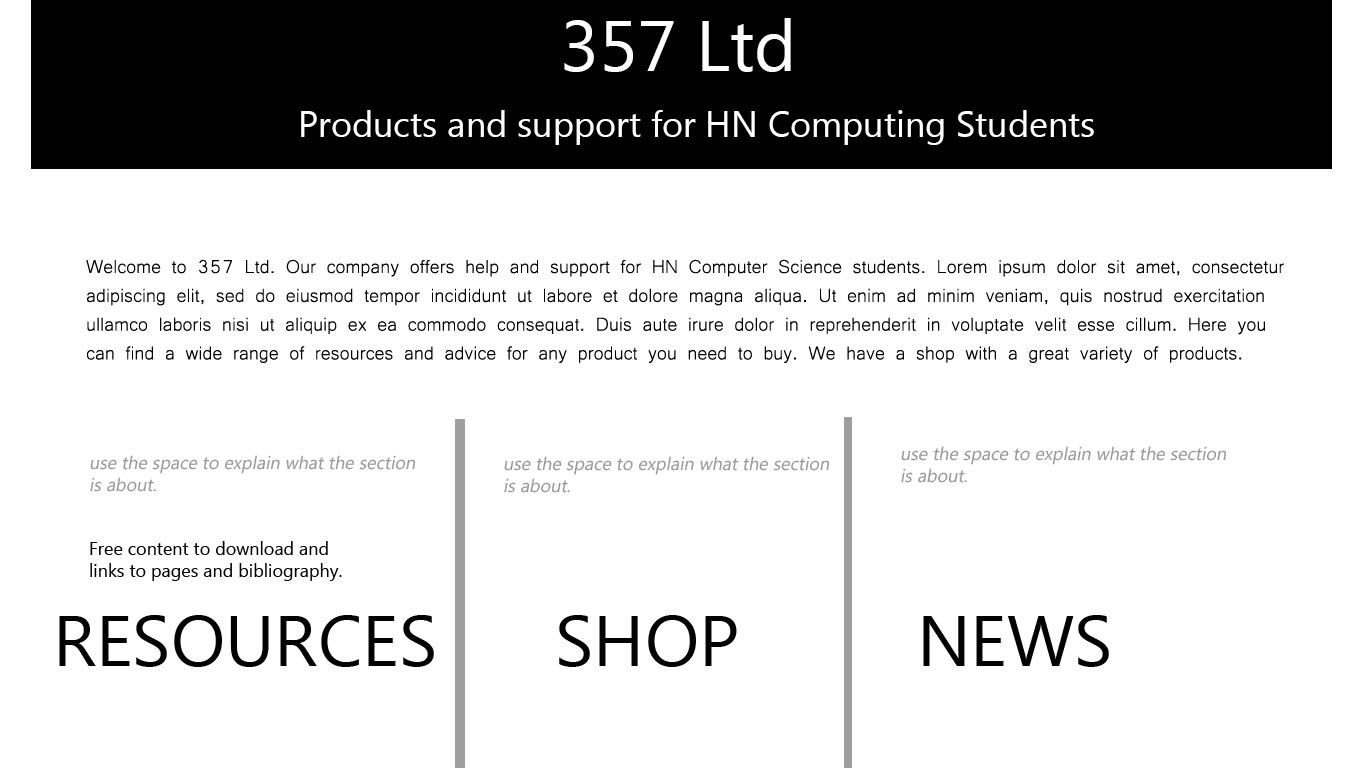 357 Ltd
Products and support for HN Computing Students
Welcome to 357 Ltd. Our company offers help and support for HN Computer Science students. Lorem ipsum dolor sit amet, consectetur
adipiscing elit, sed do eiusmod tempor incididunt ut labore et dolore magna aliqua. Ut enim ad minim veniam, quis nostrud exercitation
ullamco laboris nisi ut aliquip ex ea commodo consequat. Duis aute irure dolor in reprehenderit in voluptate velit esse cillum. Here you
can find a wide range of resources and advice for any product you need to buy. We have a shop with a great variety of products.
use the space to explain what the section
is about.
Free content to download and
links to pages and bibliography.
RESOURCES
use the space to explain what the section
is about.
SHOP
use the space to explain what the section
is about.
NEWS